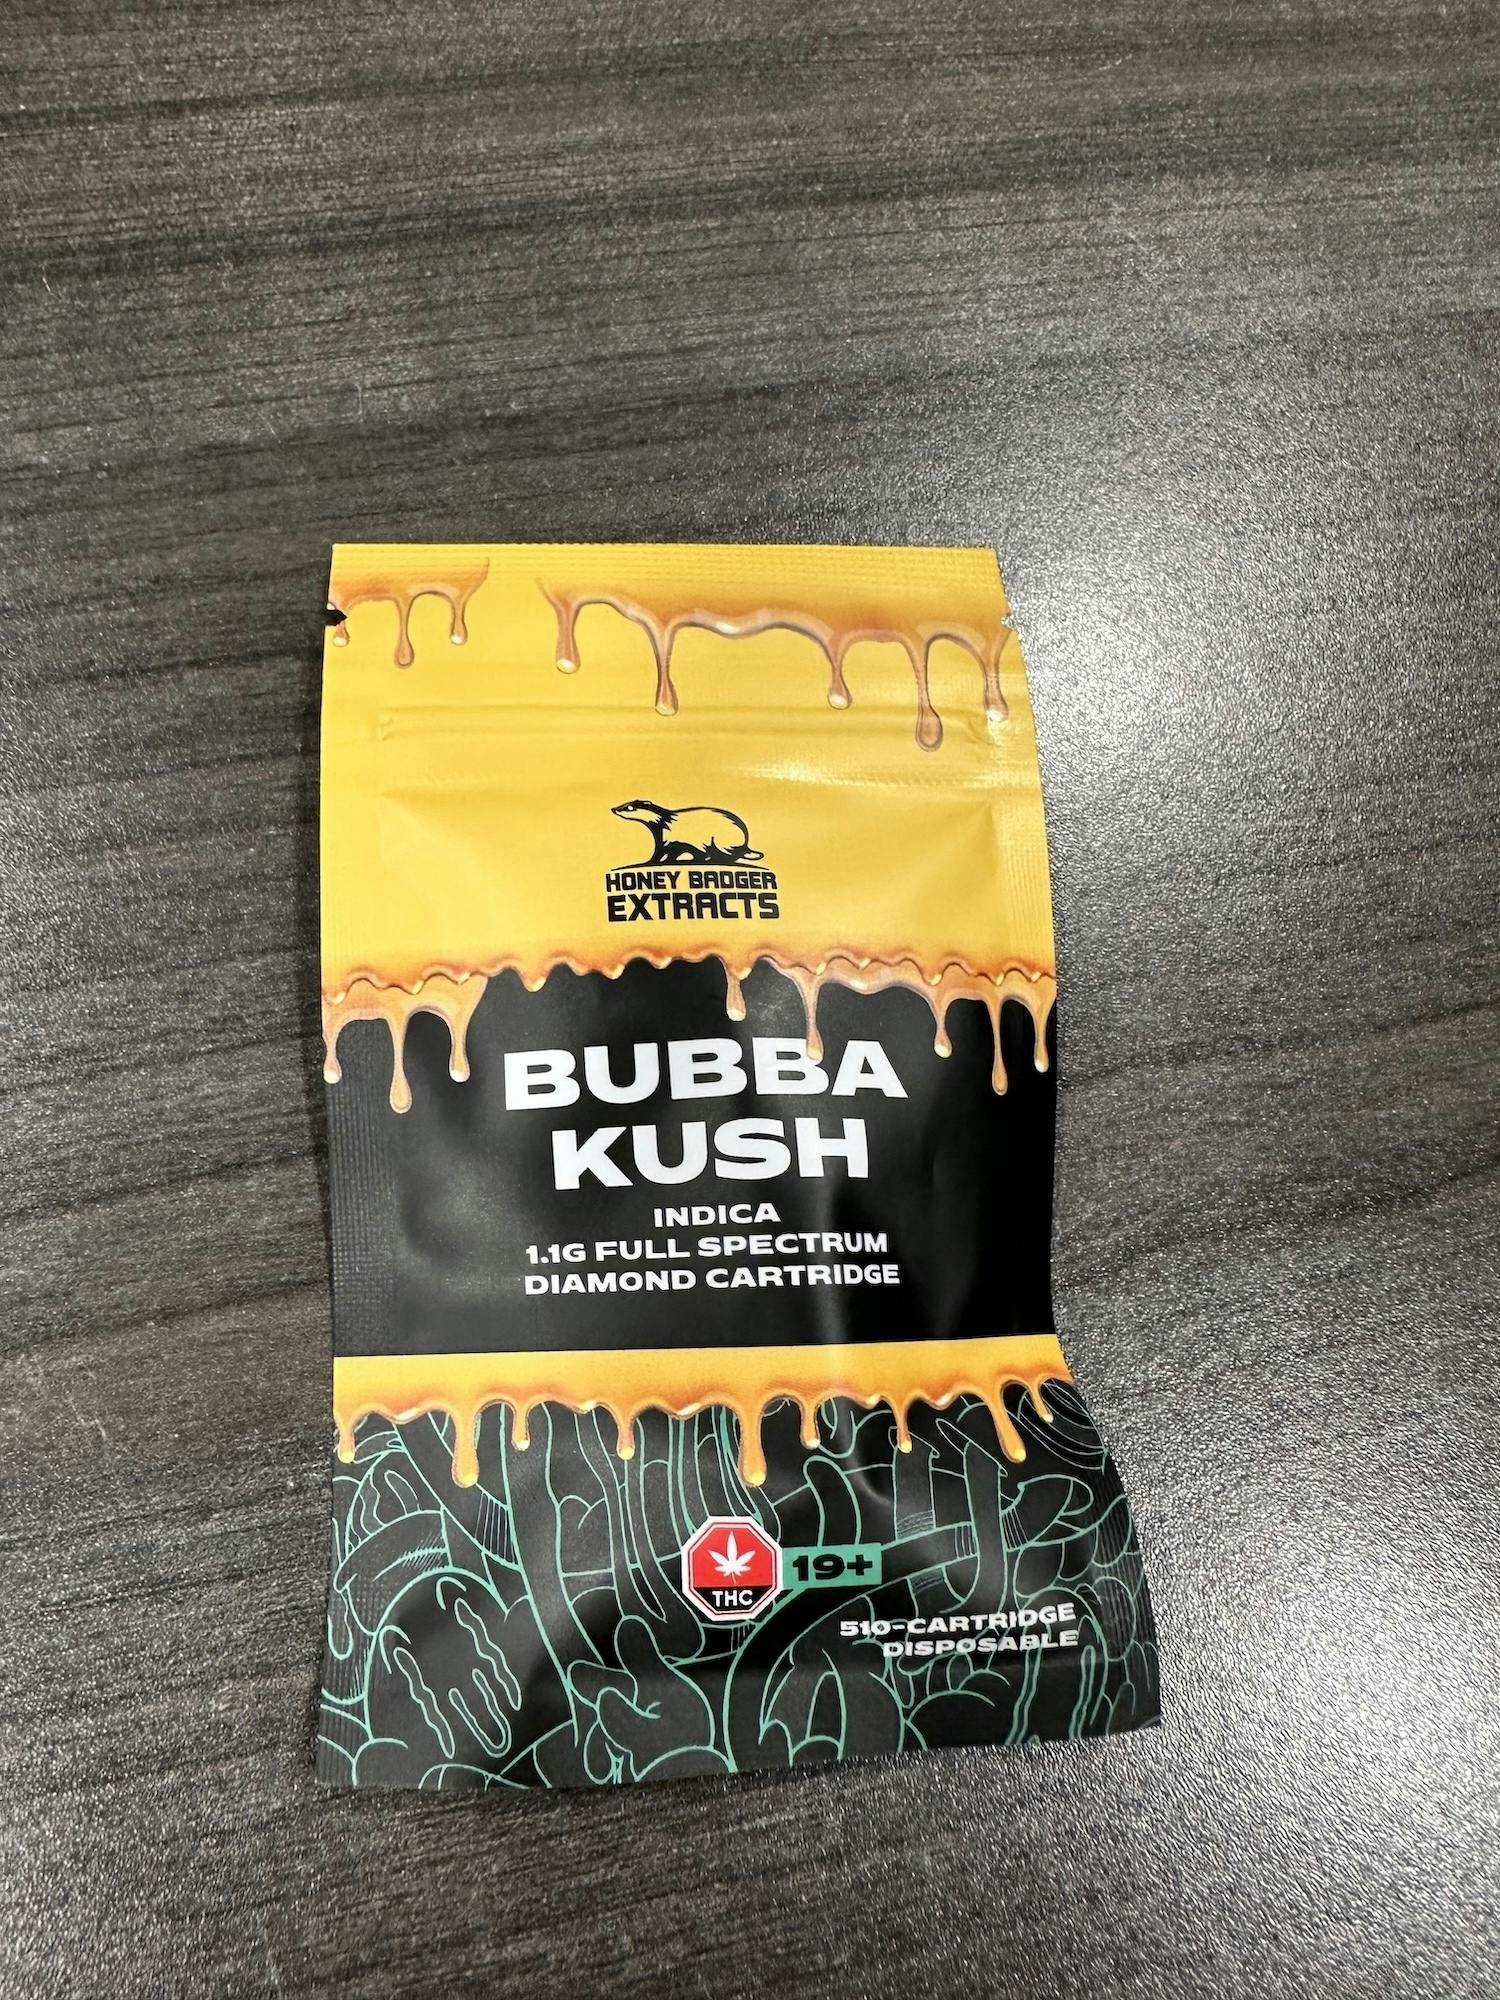 HONEY BADGER
EXTRACTS
BUBBA
KUSH
INDICA
1.1G FULL SPECTRUM
DIAMOND CARTRIDGE
THC
19+
510-CARTRIDGE
DISPOSABLE